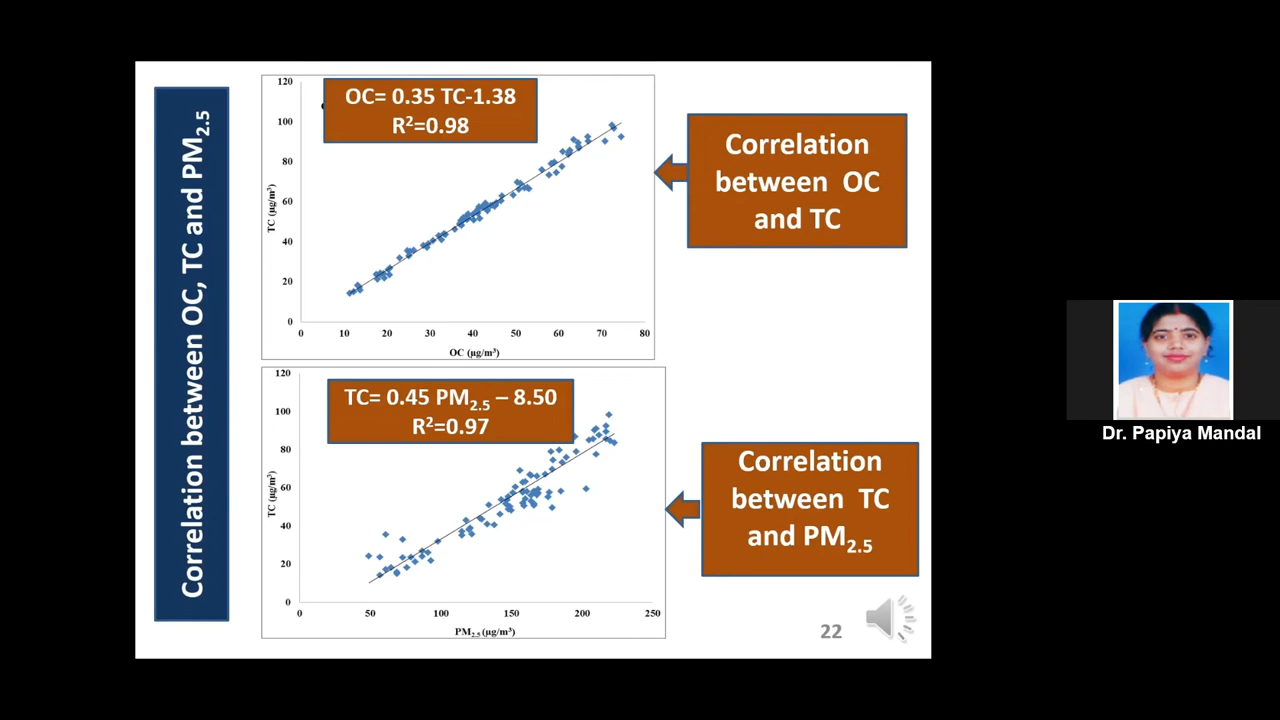 Correlation between OC, TC and PM2.5
OC= 0.35 TC-1.38
R²=0.98
120
100
80
60
40
20
0
TC (µg/m³)
0 10 20 30 40 50 60 70 80
OC (µg/m³)
Correlation
between OC
and TC
TC= 0.45 PM2.5 – 8.50
R²=0.97
120
100
80
60
40
20
0
TC (µg/m³)
0 50 100 150 200 250
PM2.5 (µg/m³)
Correlation
between TC
and PM2.5
22
Dr. Papiya Mandal